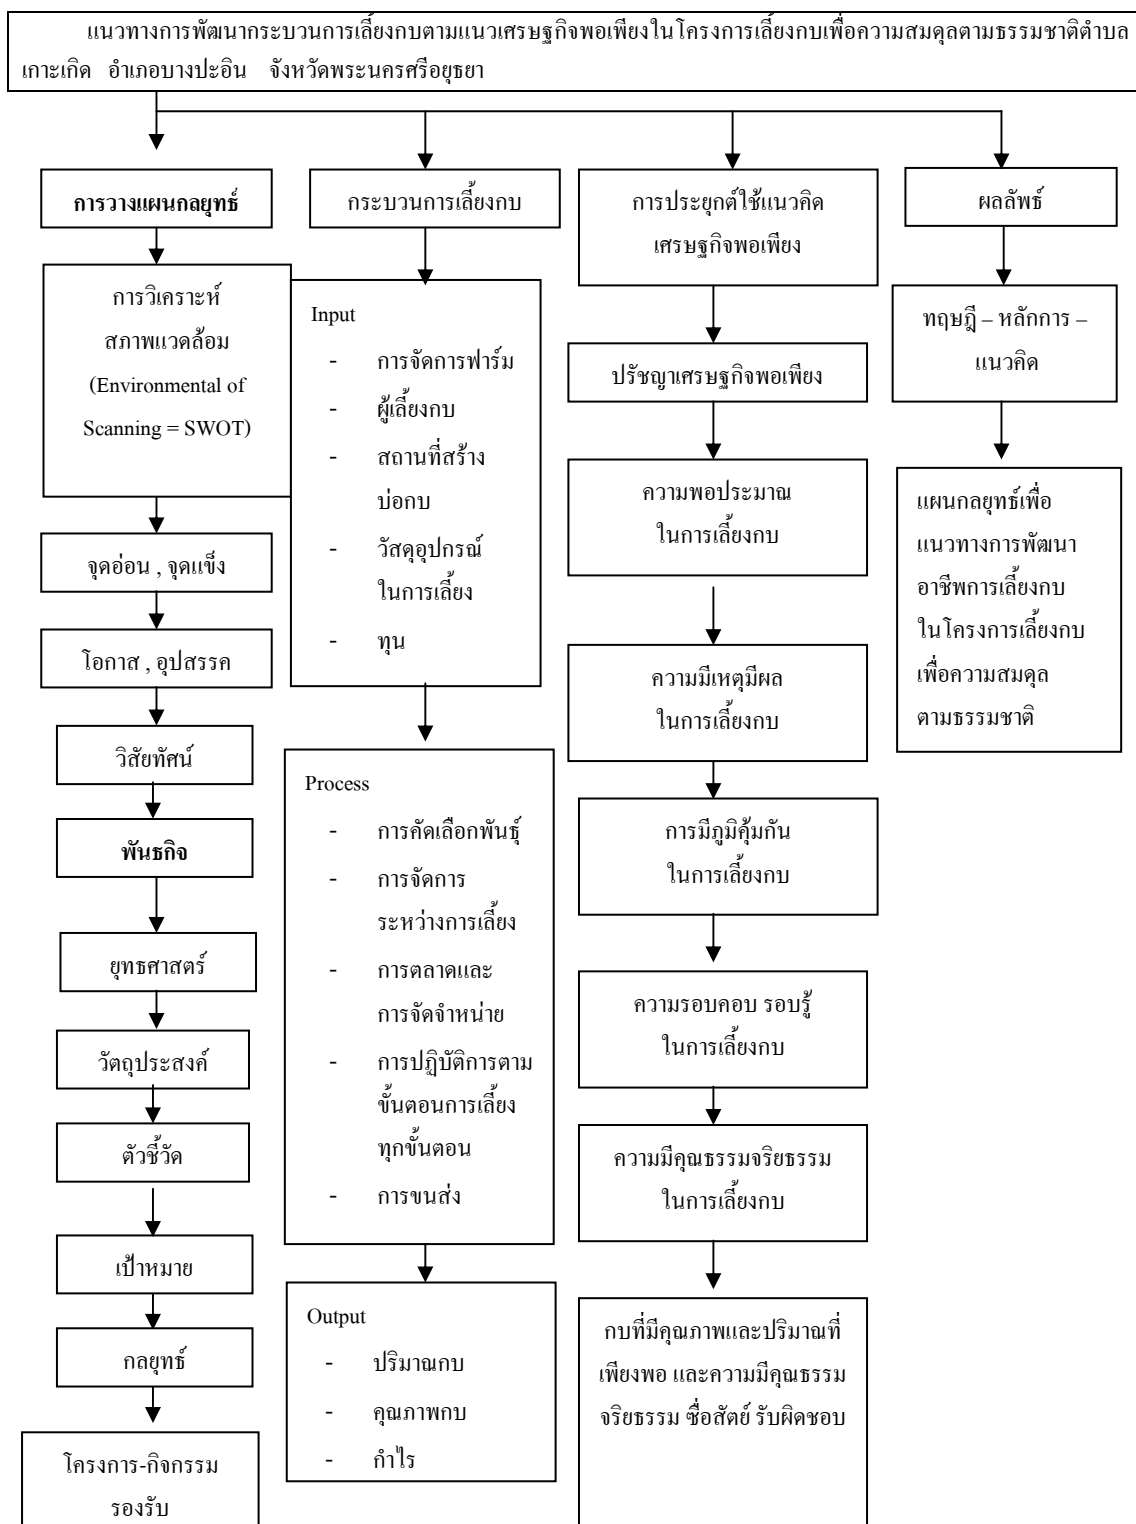 แนวทางการพัฒนากระบวนการเลี้ยงกบตามแนวเศรษฐกิจพอเพียงในโครงการเลี้ยงกบเพื่อความสมดุลตามธรรมชาติตำบล
เกาะเกิด อำเภอบางปะอิน จังหวัดพระนครศรีอยุธยา
การวางแผนกลยุทธ์
การวิเคราะห์
สภาพแวดล้อม
(Environmental of
Scanning = SWOT)
จุดอ่อน , จุดแข็ง
โอกาส , อุปสรรค
วิสัยทัศน์
พันธกิจ
ยุทธศาสตร์
วัตถุประสงค์
ตัวชี้วัด
เป้าหมาย
กลยุทธ์
โครงการ-กิจกรรม
รองรับ
กระบวนการเลี้ยงกบ
Input
- การจัดการฟาร์ม
- ผู้เลี้ยงกบ
- สถานที่สร้าง
บ่อกบ
- วัสดุอุปกรณ์
ในการเลี้ยง
- ทุน
Process
- การคัดเลือกพันธุ์
- การจัดการ
ระหว่างการเลี้ยง
- การตลาดและ
การจัดจำหน่าย
- การปฏิบัติการตาม
ขั้นตอนการเลี้ยง
ทุกขั้นตอน
- การขนส่ง
Output
- ปริมาณกบ
- คุณภาพกบ
- กำไร
การประยุกต์ใช้แนวคิด
เศรษฐกิจพอเพียง
ปรัชญาเศรษฐกิจพอเพียง
ความพอประมาณ
ในการเลี้ยงกบ
ความมีเหตุมีผล
ในการเลี้ยงกบ
การมีภูมิคุ้มกัน
ในการเลี้ยงกบ
ความรอบคอบ รอบรู้
ในการเลี้ยงกบ
ความมีคุณธรรมจริยธรรม
ในการเลี้ยงกบ
กบที่มีคุณภาพและปริมาณที่
เพียงพอ และความมีคุณธรรม
จริยธรรม ซื่อสัตย์ รับผิดชอบ
ผลลัพธ์
ทฤษฎี – หลักการ –
แนวคิด
แผนกลยุทธ์เพื่อ
แนวทางการพัฒนา
อาชีพการเลี้ยงกบ
ในโครงการเลี้ยงกบ
เพื่อความสมดุล
ตามธรรมชาติ